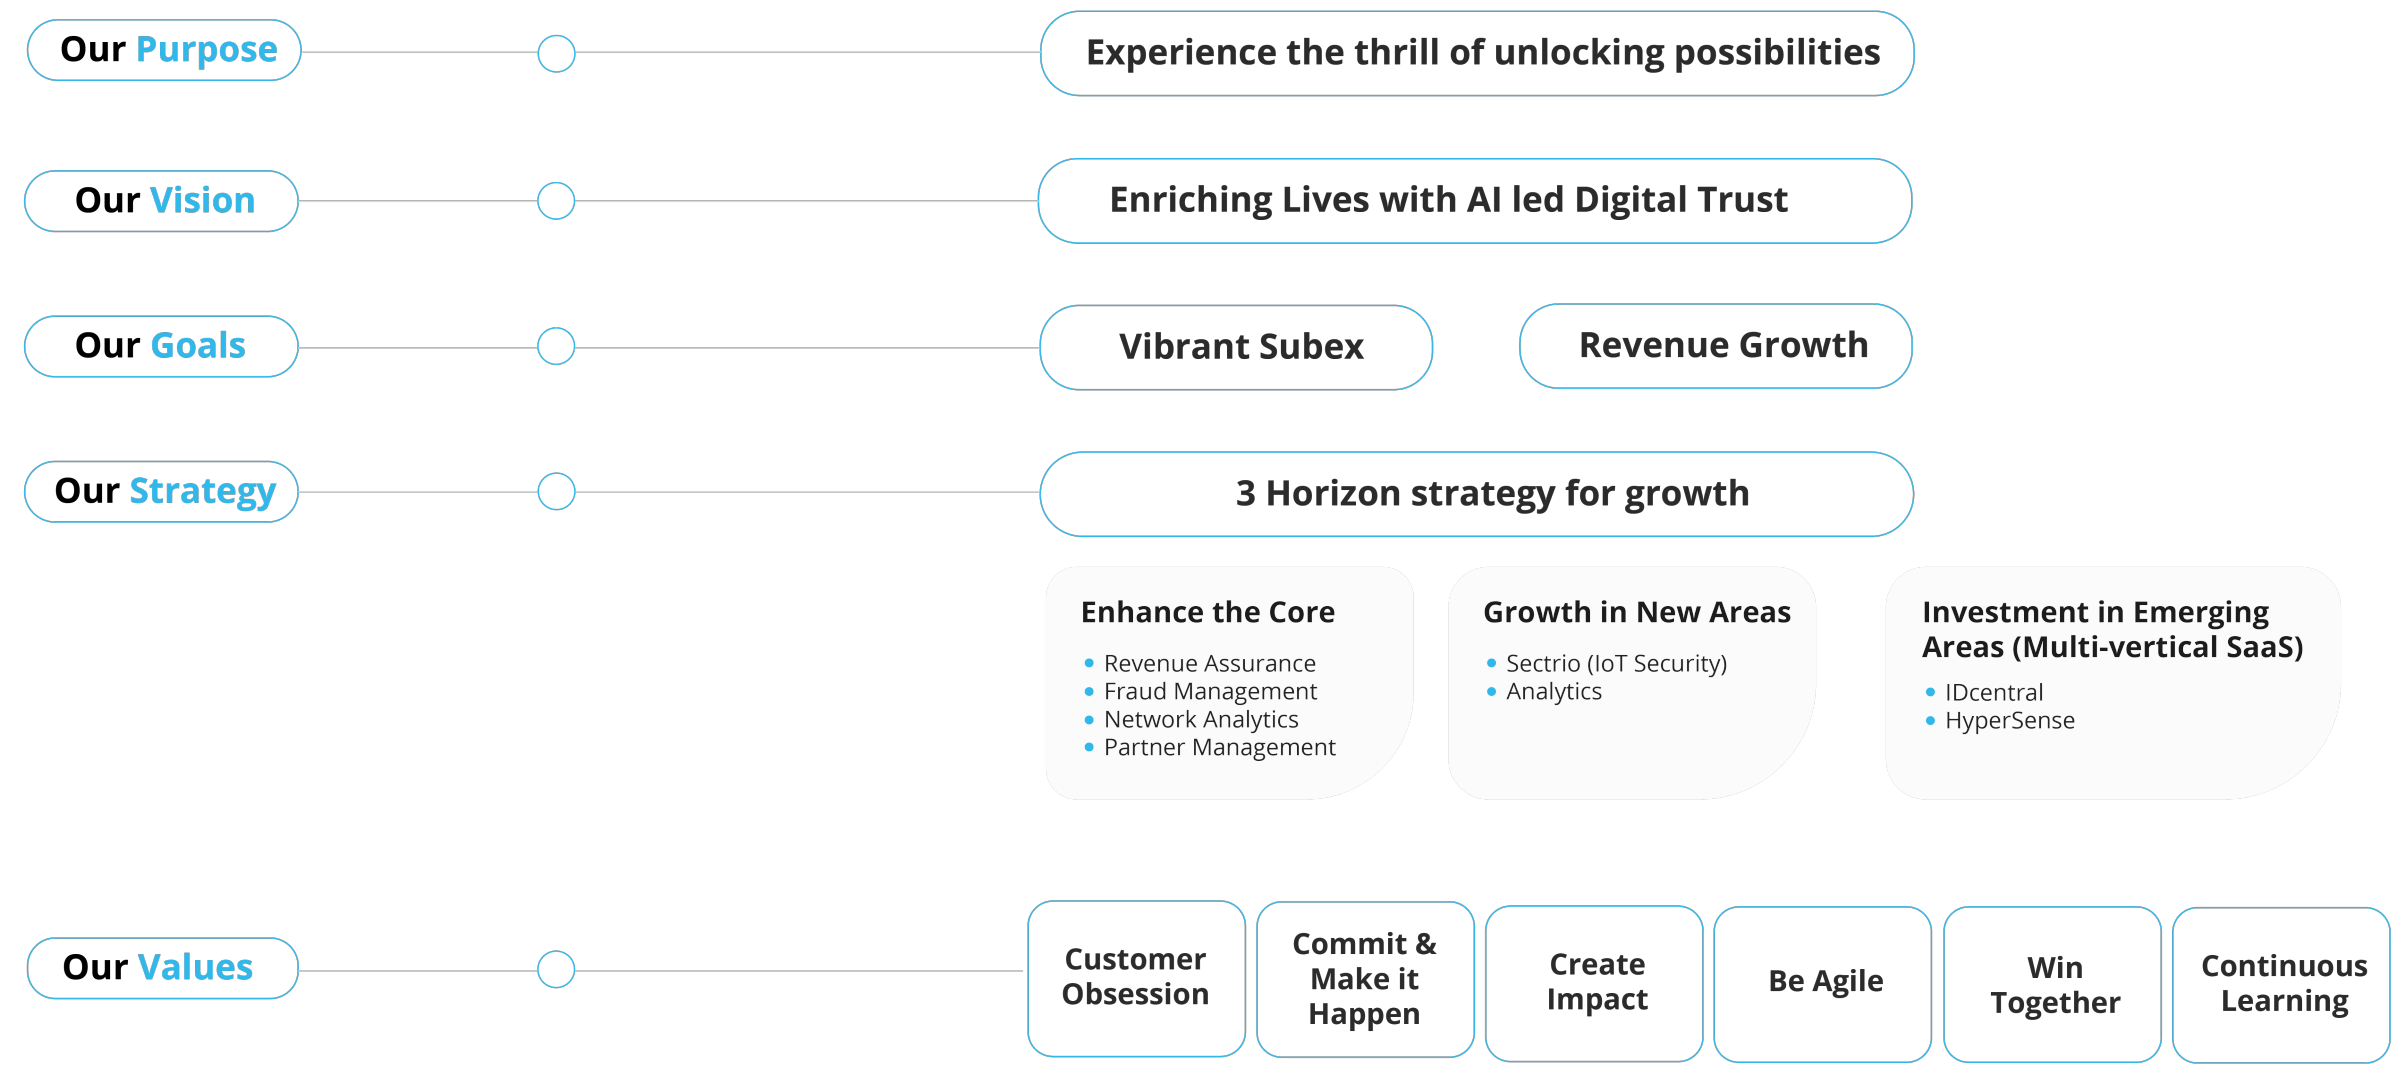 Our Purpose
Experience the thrill of unlocking possibilities
Our Vision
Enriching Lives with AI led Digital Trust
Our Goals
Vibrant Subex
Revenue Growth
Our Strategy
3 Horizon strategy for growth
Enhance the Core
Revenue Assurance
Fraud Management
Network Analytics
Partner Management
Growth in New Areas
Sectrio (IoT Security)
Analytics
Investment in Emerging
Areas (Multi-vertical SaaS)
IDcentral
HyperSense
Our Values
Customer
Obsession
Commit &
Make it
Happen
Create
Impact
Be Agile
Win
Together
Continuous
Learning